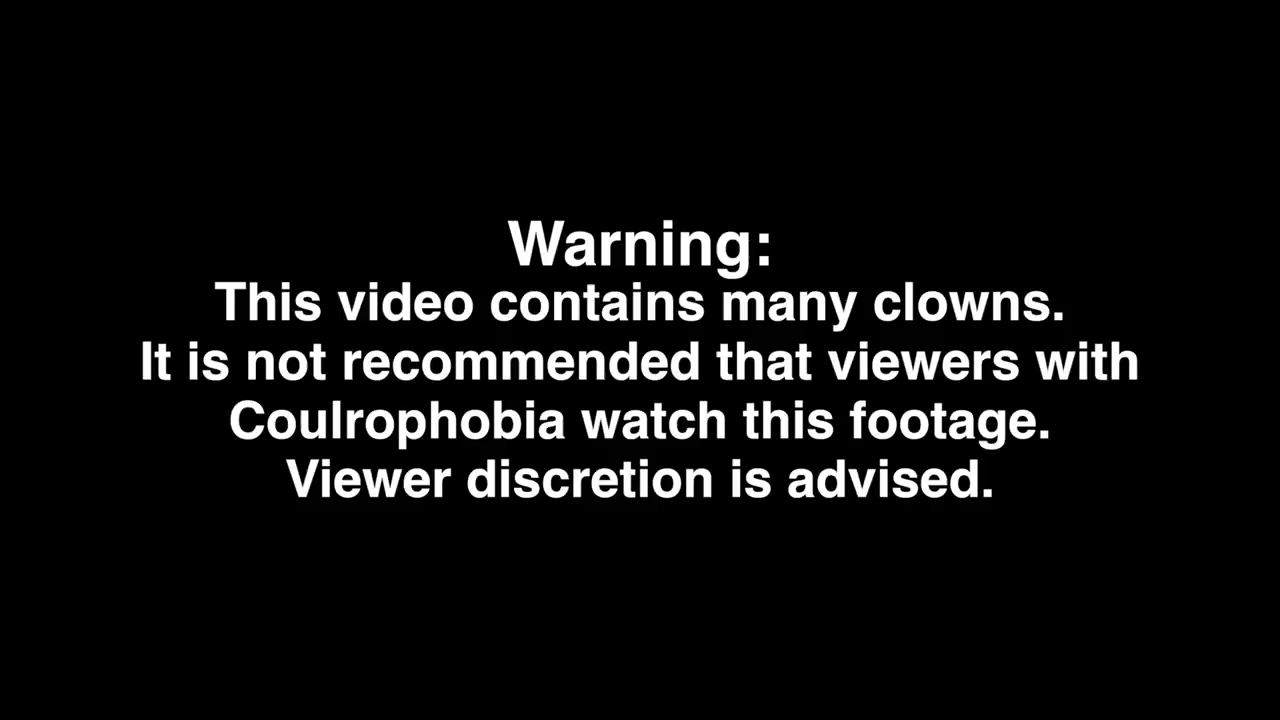 Warning:
This video contains many clowns.
It is not recommended that viewers with
Coulrophobia watch this footage.
Viewer discretion is advised.